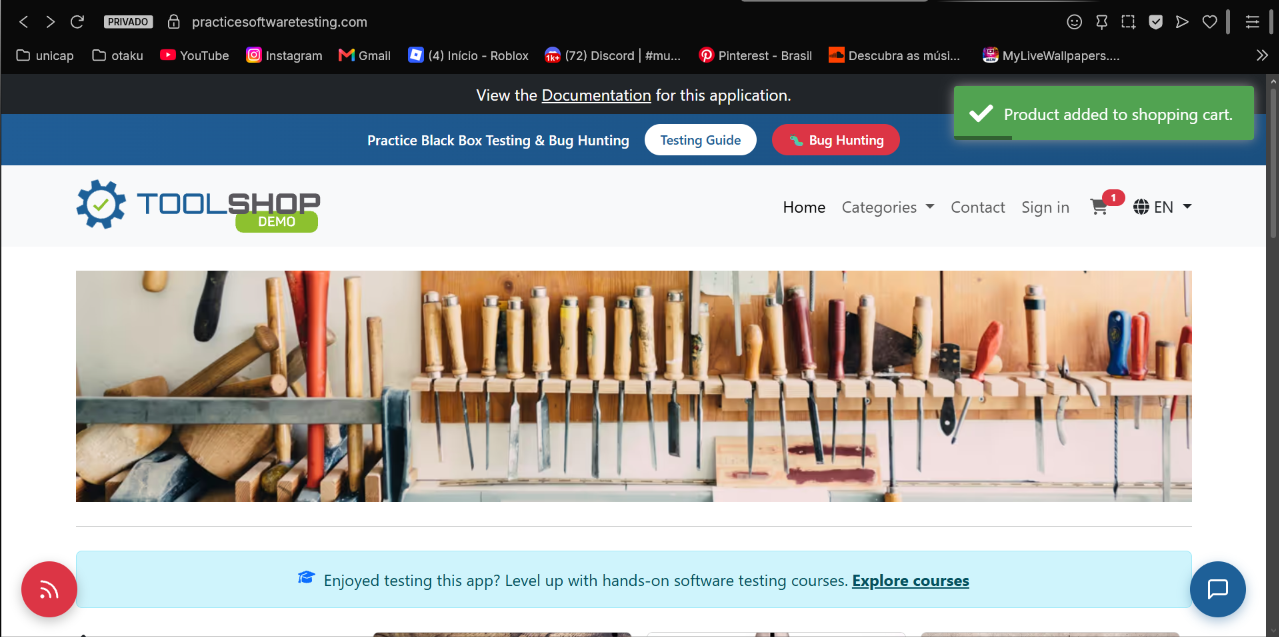 PRIVADO practicesoftwaretesting.com
unicap otaku YouTube Instagram Gmail (4) Início - Roblox (72) Discord | #mu... Pinterest - Brasil Descubra as músi... MyLiveWallpapers....
View the Documentation for this application.
Product added to shopping cart.
Practice Black Box Testing & Bug Hunting Testing Guide Bug Hunting
TOOLSHOP
DEMO
Home Categories Contact Sign in 1 EN
Enjoyed testing this app? Level up with hands-on software testing courses. Explore courses